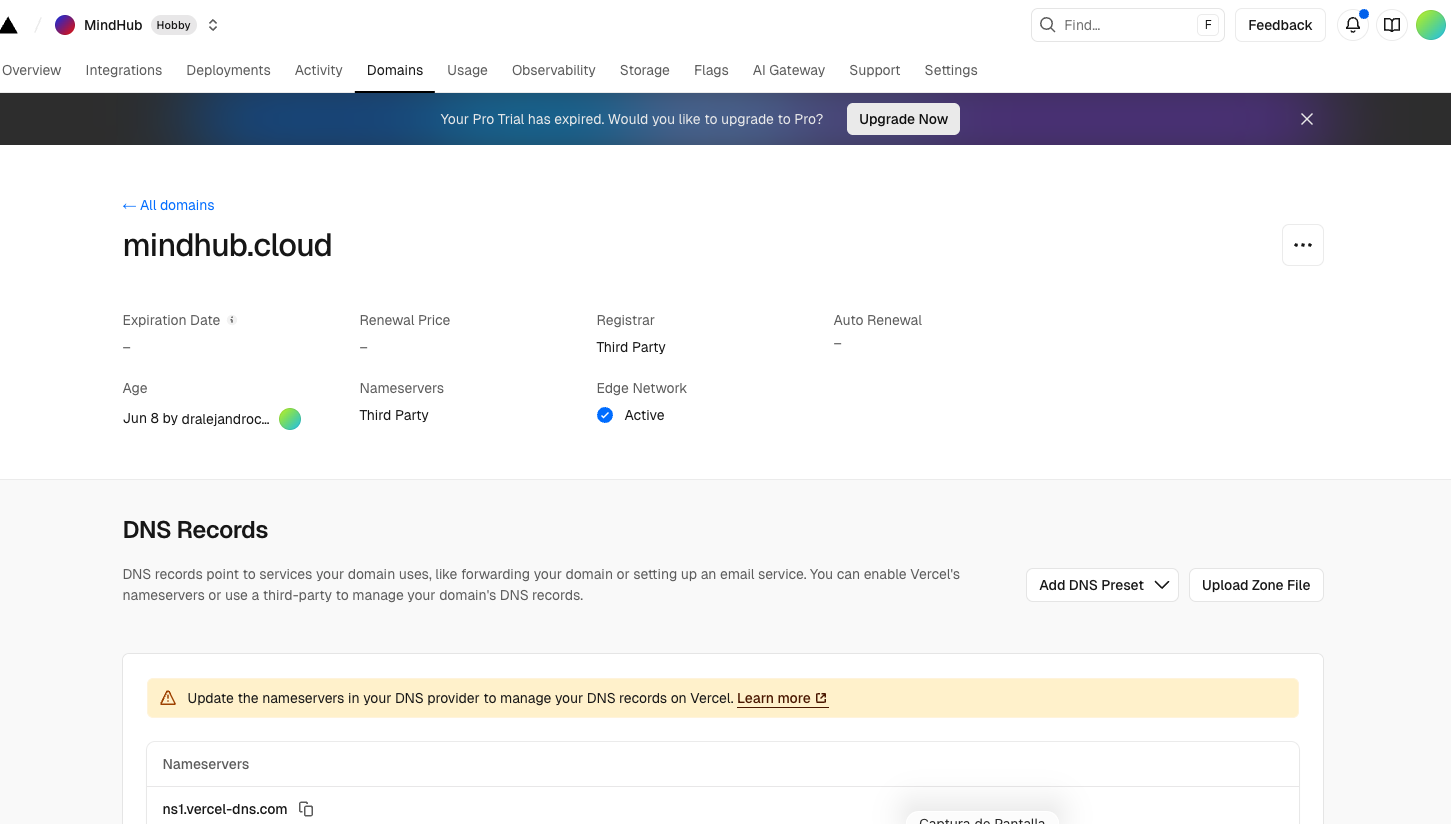 MindHub Hobby
Find... F
Feedback
Overview Integrations Deployments Activity Domains Usage Observability Storage Flags AI Gateway Support Settings
Your Pro Trial has expired. Would you like to upgrade to Pro? Upgrade Now
← All domains
mindhub.cloud
Expiration Date Renewal Price Registrar Auto Renewal
– – Third Party –
Age Nameservers Edge Network
Jun 8 by dralejandroc... Third Party Active
DNS Records
DNS records point to services your domain uses, like forwarding your domain or setting up an email service. You can enable Vercel's
nameservers or use a third-party to manage your domain's DNS records.
Add DNS Preset Upload Zone File
Update the nameservers in your DNS provider to manage your DNS records on Vercel. Learn more
Nameservers
ns1.vercel-dns.com
Captura de Pantalla